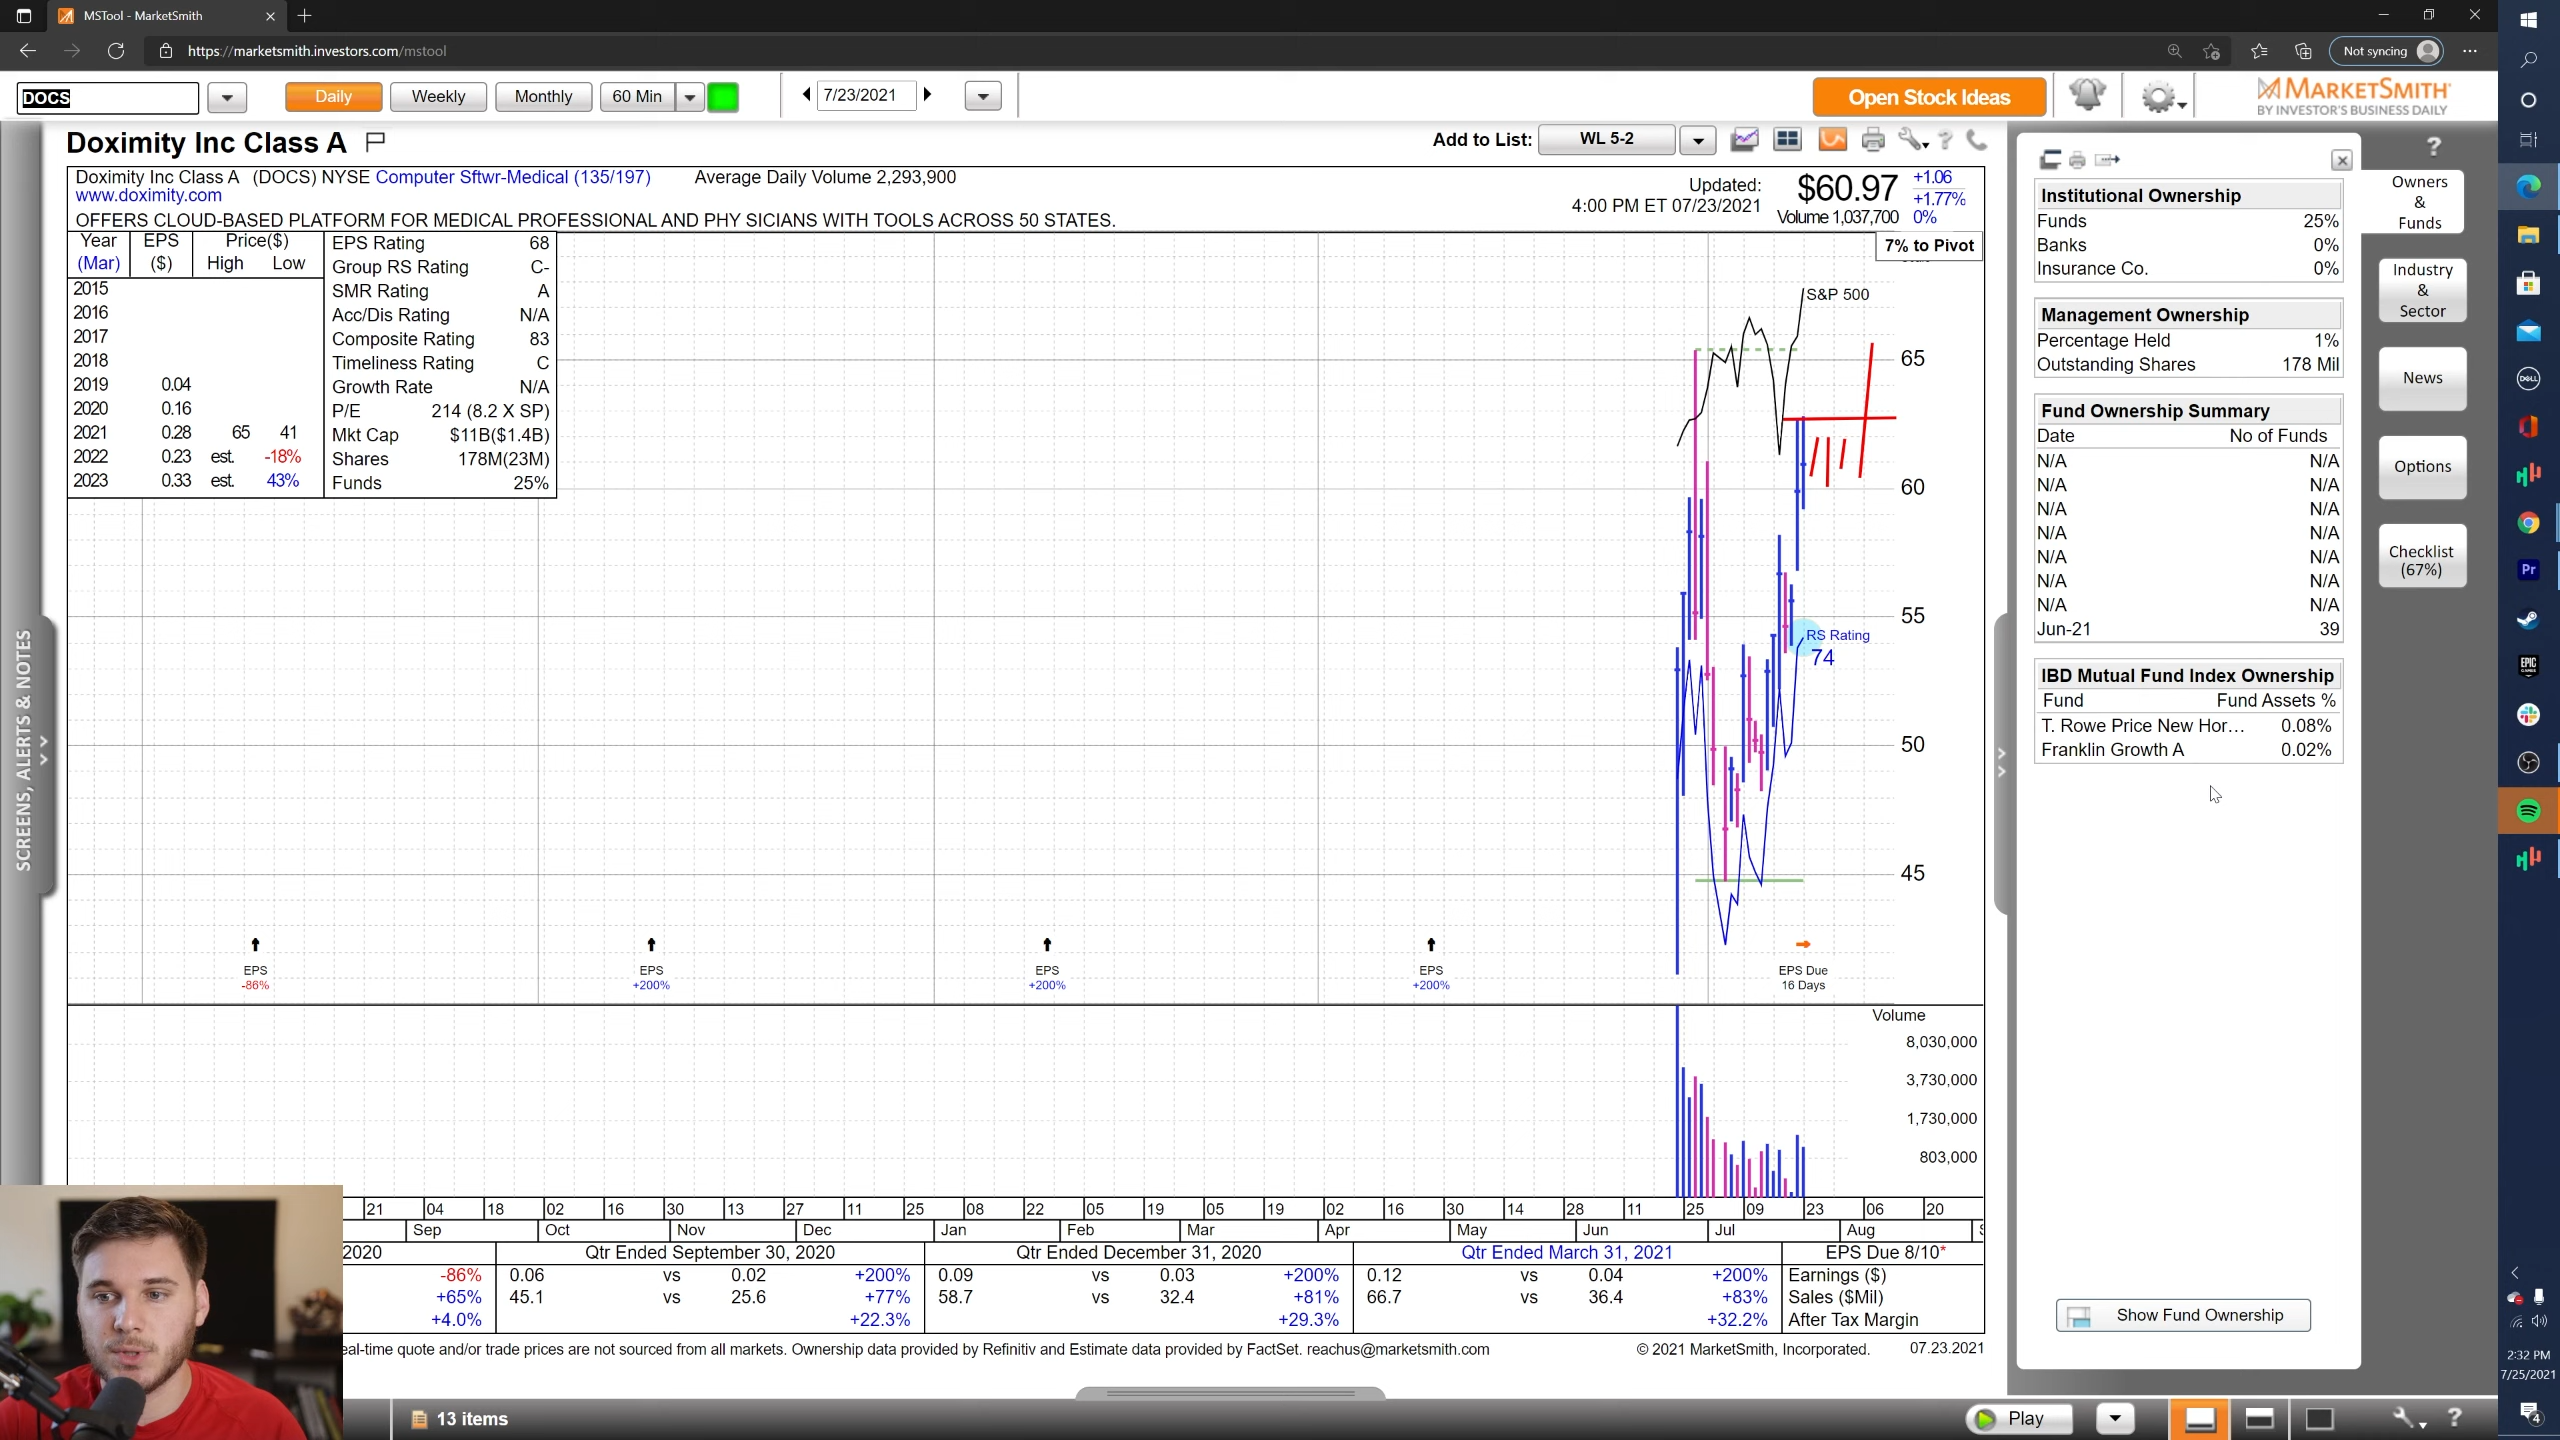 MSTool - MarketSmith
https://marketsmith.investors.com/mstool
Not syncing
DOCS
Daily
Weekly
Monthly
60 Min
7/23/2021
Open Stock Ideas
MARKETSMITH
BY INVESTOR'S BUSINESS DAILY
Doximity Inc Class A
Add to List:
WL 5-2
Doximity Inc Class A (DOCS) NYSE Computer Sftwr-Medical (135/197) Average Daily Volume 2,293,900
www.doximity.com
OFFERS CLOUD-BASED PLATFORM FOR MEDICAL PROFESSIONAL AND PHY SICIANS WITH TOOLS ACROSS 50 STATES.
Updated:
4:00 PM ET 07/23/2021
$60.97
+1.06
+1.77%
Volume 1,037,700 0%
7% to Pivot
Year EPS Price($)
(Mar) ($) High Low
2015
2016
2017
2018
2019 0.04
2020 0.16
2021 0.28 65 41
2022 0.23 est. -18%
2023 0.33 est. 43%
EPS Rating 68
Group RS Rating C-
SMR Rating A
Acc/Dis Rating N/A
Composite Rating 83
Timeliness Rating C
Growth Rate N/A
P/E 214 (8.2 X SP)
Mkt Cap $11B($1.4B)
Shares 178M(23M)
Funds 25%
S&P 500
65
60
55
50
45
RS Rating
74
EPS
-86%
EPS
+200%
EPS
+200%
EPS
+200%
EPS Due
16 Days
Volume
8,030,000
3,730,000
1,730,000
803,000
21 04 18 02 16 30 13 27 11 25 08 22 05 19 05 19 02 16 30 14 28 11 25 09 23 06 20
Sep Oct Nov Dec Jan Feb Mar Apr May Jun Jul Aug
2020 Qtr Ended September 30, 2020 Qtr Ended December 31, 2020 Qtr Ended March 31, 2021 EPS Due 8/10*
-86% 0.06 vs 0.02 +200% 0.09 vs 0.03 +200% 0.12 vs 0.04 +200% Earnings ($)
+65% 45.1 vs 25.6 +77% 58.7 vs 32.4 +81% 66.7 vs 36.4 +83% Sales ($Mil)
+4.0% +22.3% +29.3% +32.2% After Tax Margin
eal-time quote and/or trade prices are not sourced from all markets. Ownership data provided by Refinitiv and Estimate data provided by FactSet. reachus@marketsmith.com © 2021 MarketSmith, Incorporated. 07.23.2021
SCREENS, ALERTS & NOTES
13 items
Play
Institutional Ownership
Funds 25%
Banks 0%
Insurance Co. 0%
Management Ownership
Percentage Held 1%
Outstanding Shares 178 Mil
Fund Ownership Summary
Date No of Funds
N/A N/A
N/A N/A
N/A N/A
N/A N/A
N/A N/A
N/A N/A
N/A N/A
Jun-21 39
IBD Mutual Fund Index Ownership
Fund Fund Assets %
T. Rowe Price New Hor... 0.08%
Franklin Growth A 0.02%
Show Fund Ownership
Owners
&
Funds
Industry
&
Sector
News
Options
Checklist
(67%)
DELL
Pr
EPIC
GAMES
2:32 PM
7/25/2021
4